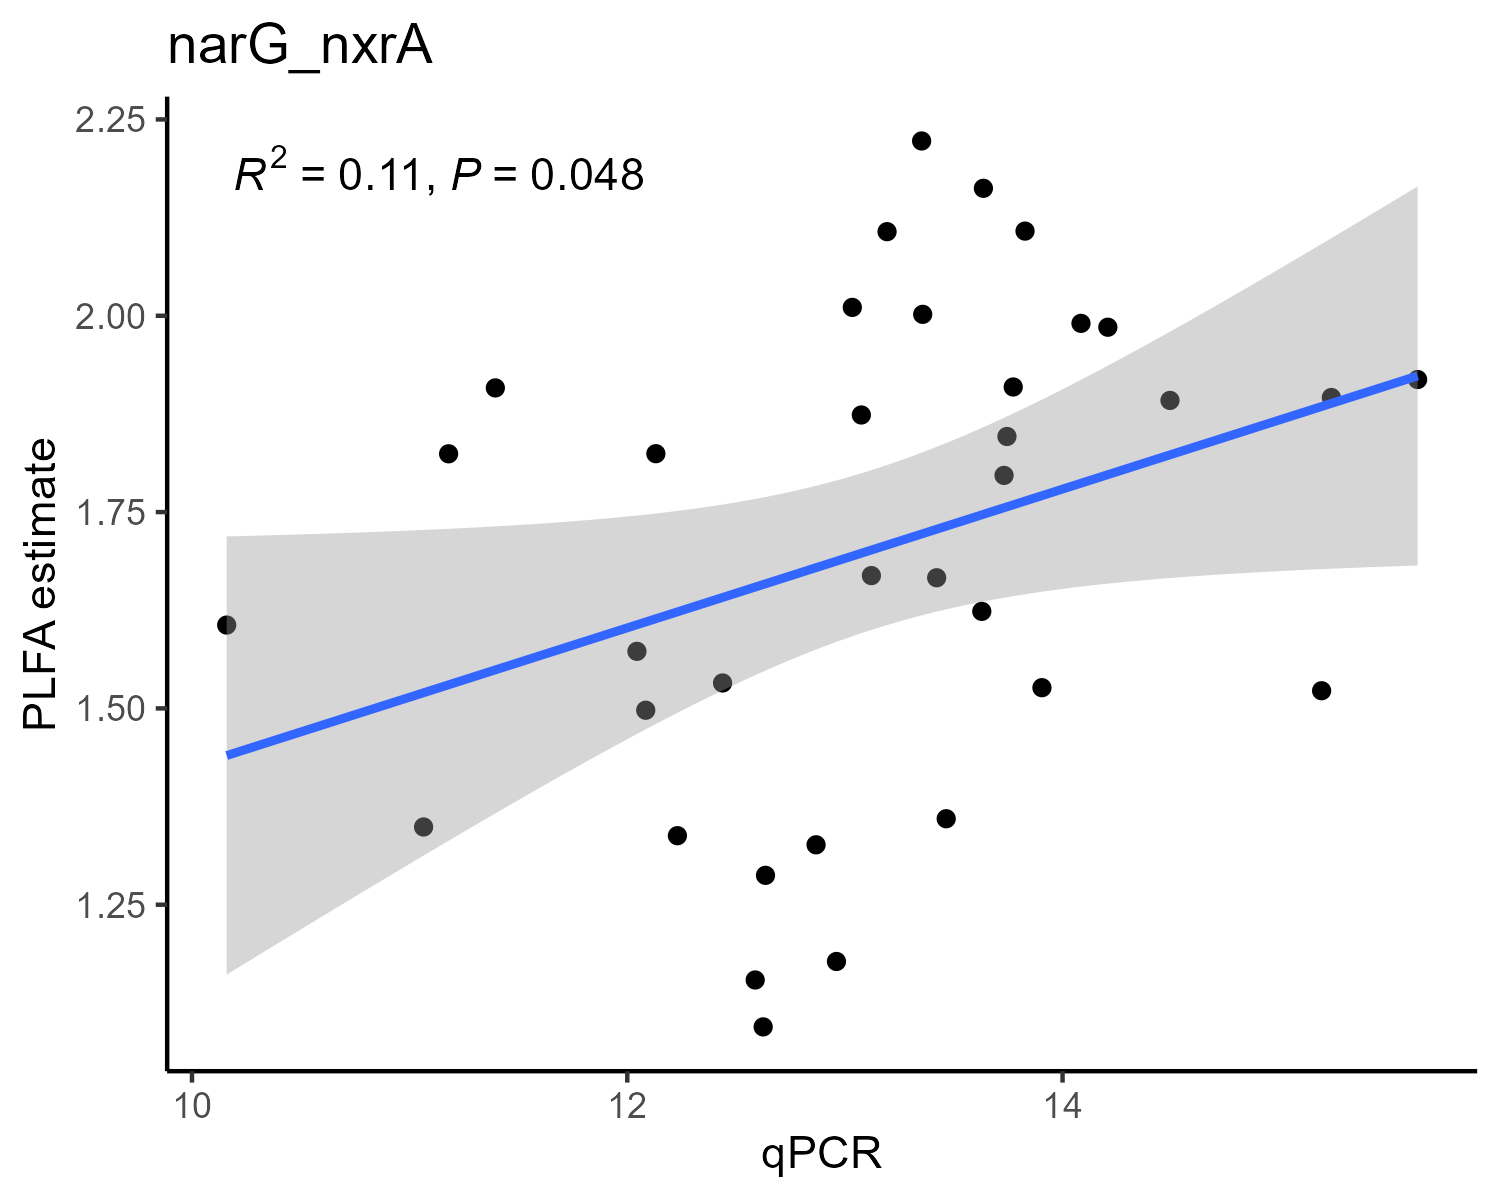 narG_nxrA
R² = 0.11, P = 0.048
2.25
2.00
1.75
1.50
1.25
PLFA estimate
10 12 14
qPCR